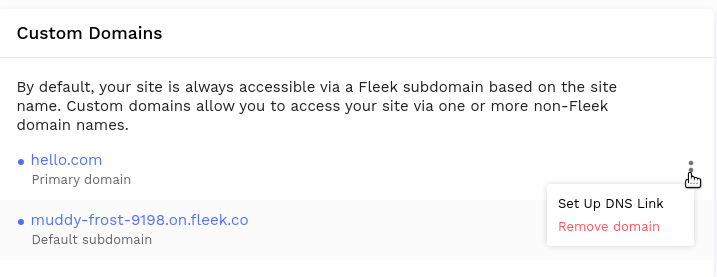 Custom Domains
By default, your site is always accessible via a Fleek subdomain based on the site
name. Custom domains allow you to access your site via one or more non-Fleek
domain names.
hello.com
Primary domain
Set Up DNS Link
Remove domain
muddy-frost-9198.on.fleek.co
Default subdomain